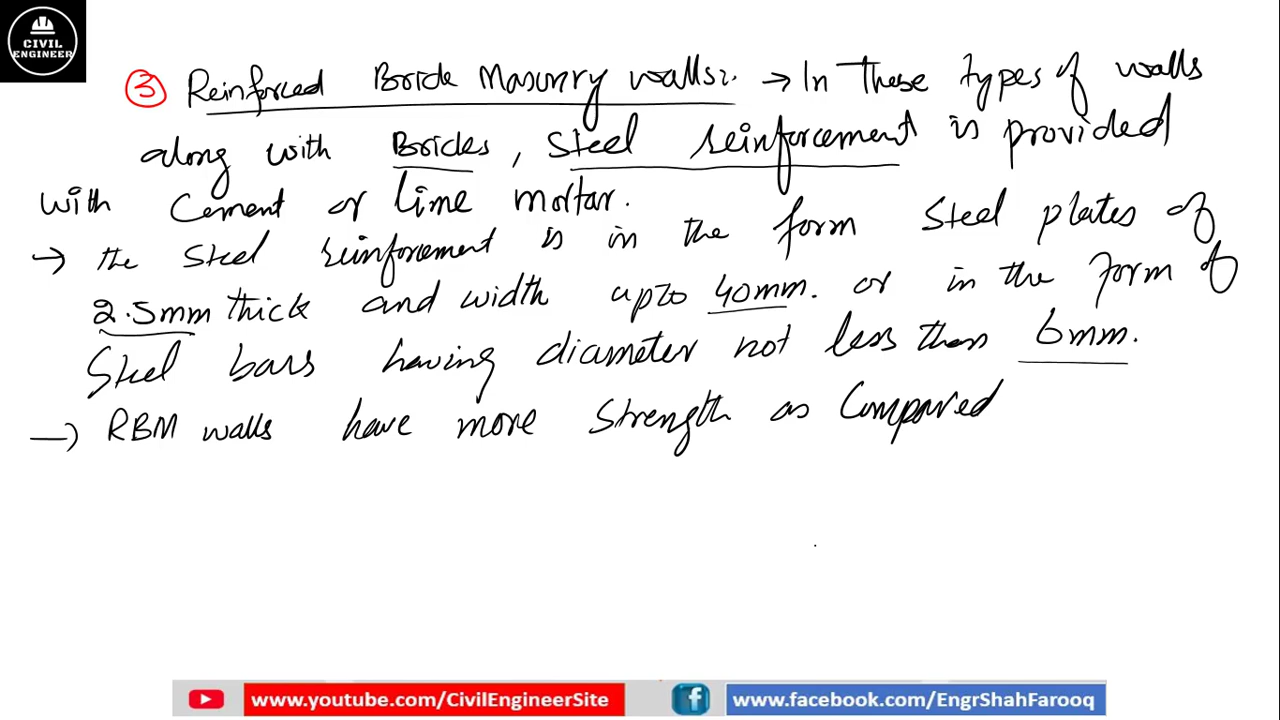 CIVIL
ENGINEER
③ Reinforced Brick Masonry walls:. → In these types of walls
along with Bricks, Steel reinforcement is provided
with Cement or lime mortar.
→ the Steel reinforcement is in the form Steel plates of
2.5mm thick and width upto 40mm. or in the form of
Steel bars having diameter not less than 6mm.
→ RBM walls have more Strength as Compared
www.youtube.com/CivilEngineerSite
www.facebook.com/EngrShahFarooq